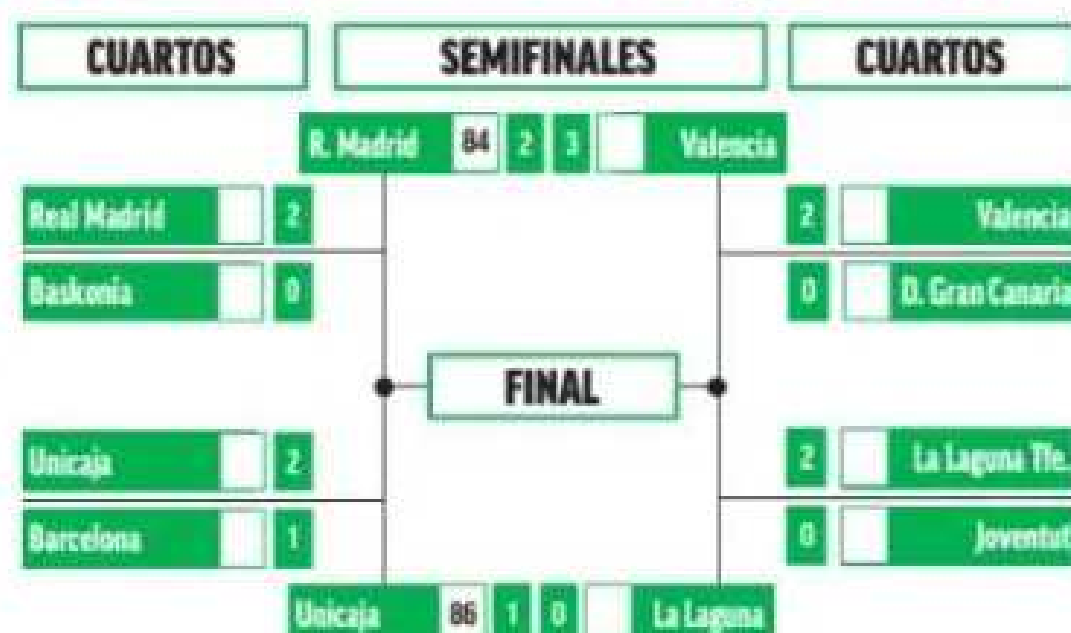 CUARTOS SEMIFINALES CUARTOS
R. Madrid 84 2 3 Valencia
Real Madrid 2 2 Valencia
Baskonia 0 0 D. Gran Canaria
FINAL
Unicaja 2 2 La Laguna Tfe.
Barcelona 1 0 Joventut
Unicaja 86 1 0 La Laguna